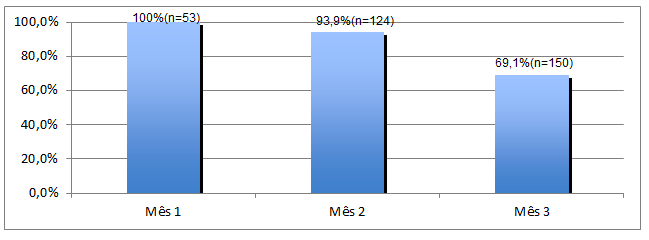 100,0%
80,0%
60,0%
40,0%
20,0%
0,0%
100%(n=53)
93,9%(n=124)
69,1%(n=150)
Mês 1
Mês 2
Mês 3